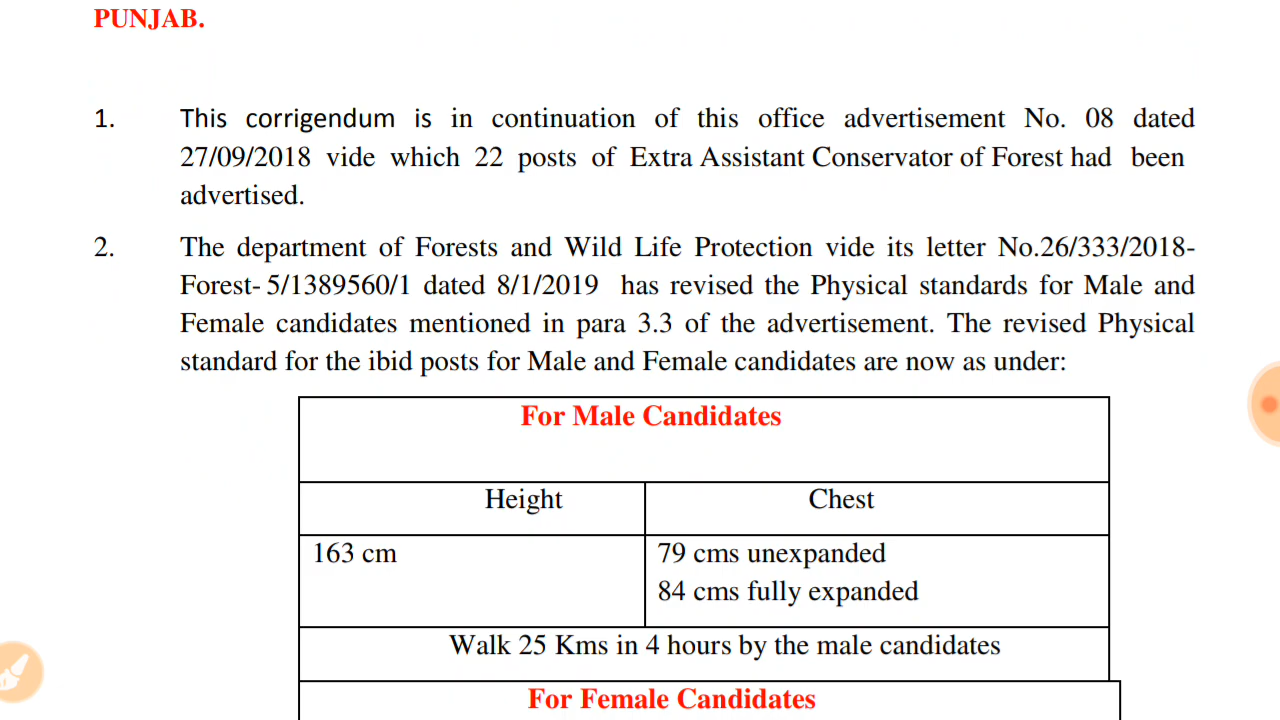 PUNJAB.
1. This corrigendum is in continuation of this office advertisement No. 08 dated
27/09/2018 vide which 22 posts of Extra Assistant Conservator of Forest had been
advertised.
2. The department of Forests and Wild Life Protection vide its letter No.26/333/2018-
Forest- 5/1389560/1 dated 8/1/2019 has revised the Physical standards for Male and
Female candidates mentioned in para 3.3 of the advertisement. The revised Physical
standard for the ibid posts for Male and Female candidates are now as under:
For Male Candidates
Height Chest
163 cm 79 cms unexpanded
84 cms fully expanded
Walk 25 Kms in 4 hours by the male candidates
For Female Candidates